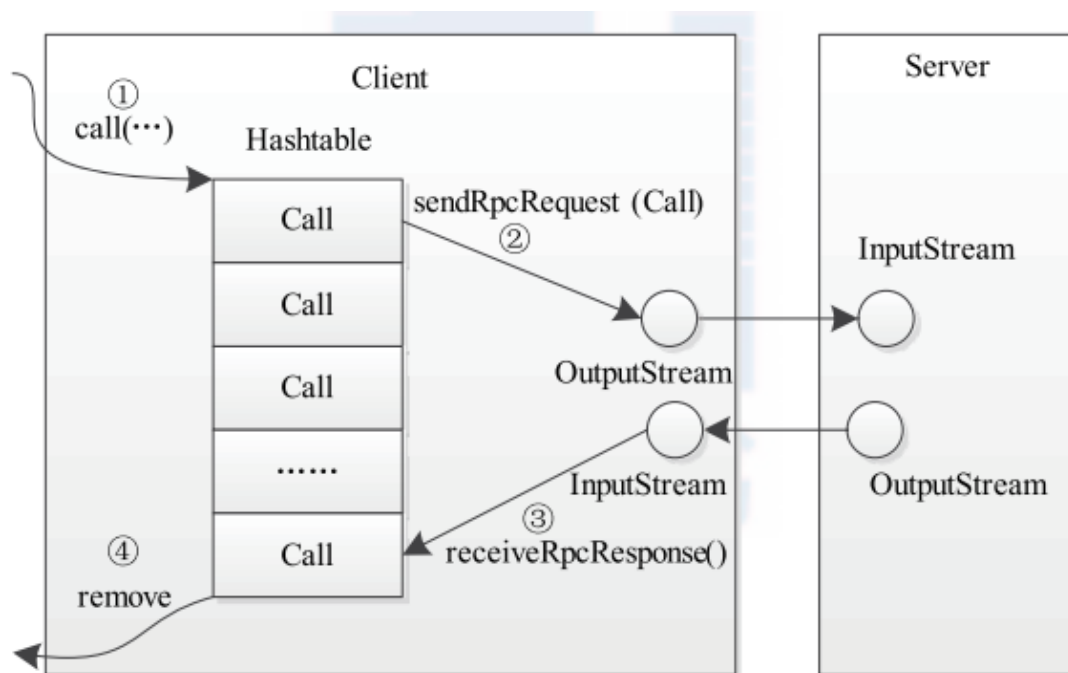 Client
Server
①
call(⋯)
Hashtable
Call
sendRpcRequest (Call)
②
InputStream
Call
OutputStream
Call
InputStream
OutputStream
⋯⋯
③
receiveRpcResponse()
Call
④
remove